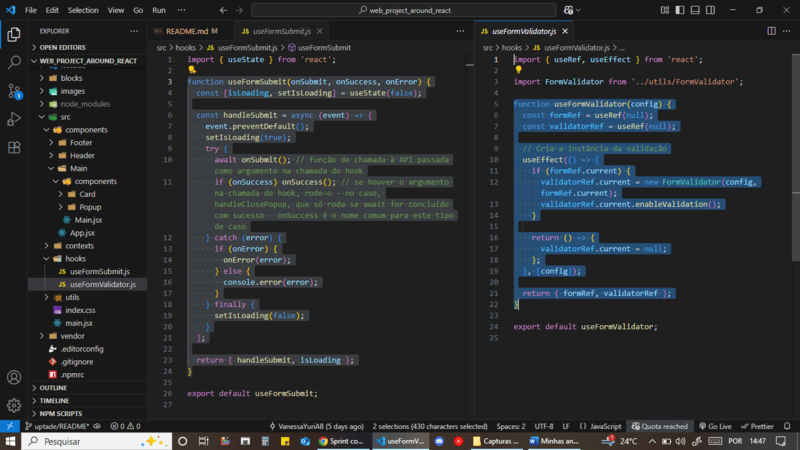 File Edit Selection View Go Run ···
web_project_around_react
EXPLORER
OPEN EDITORS
WEB_PROJECT_AROUND_REACT
blocks
images
node_modules
src
components
Footer
Header
Main
components
Card
Popup
Main.jsx
App.jsx
contexts
hooks
JS useFormSubmit.js
JS useFormValidator.js
utils
index.css
main.jsx
vendor
.editorconfig
.gitignore
.npmrc
OUTLINE
TIMELINE
NPM SCRIPTS
README.md M
JS useFormSubmit.js
src > hooks > JS useFormSubmit.js > useFormSubmit
1 import { useState } from 'react';
2
3 function useFormSubmit(onSubmit, onSuccess, onError) {
4 const [isLoading, setIsLoading] = useState(false);
5
6 const handleSubmit = async (event) => {
7 event.preventDefault();
8 setIsLoading(true);
9 try {
10 await onSubmit(); // função de chamada à API passada
como argumento na chamada do hook
11 if (onSuccess) onSuccess(); // se houver o argumento
na chamada do hook, rode-o - no caso,
handleClosePopup, que só roda se await for concluído
com sucesso - onSuccess é o nome comum para este tipo
de caso
12 } catch (error) {
13 if (onError) {
14 onError(error);
15 } else {
16 console.error(error);
17 }
18 } finally {
19 setIsLoading(false);
20 }
21 };
22
23 return { handleSubmit, isLoading };
24 }
25
26 export default useFormSubmit;
27
JS useFormValidator.js
src > hooks > JS useFormValidator.js > ...
1 import { useRef, useEffect } from 'react';
2
3 import FormValidator from '../utils/FormValidator';
4
5 function useFormValidator(config) {
6 const formRef = useRef(null);
7 const validatorRef = useRef(null);
8
9 // Cria a instância da validação
10 useEffect(() => {
11 if (formRef.current) {
12 validatorRef.current = new FormValidator(config,
formRef.current);
13 validatorRef.current.enableValidation();
14 }
15
16 return () => {
17 validatorRef.current = null;
18 };
19 }, [config]);
20
21 return { formRef, validatorRef };
22 }
23
24 export default useFormValidator;
25
uptade/README* 0 0 VanessaYuriAB (5 days ago) 2 selections (430 characters selected) Spaces: 2 UTF-8 LF {} JavaScript Quota reached Go Live Prettier
Pesquisar
Sprint co...
useFormV...
Capturas ...
Minhas an...
24°C
POR 14:47